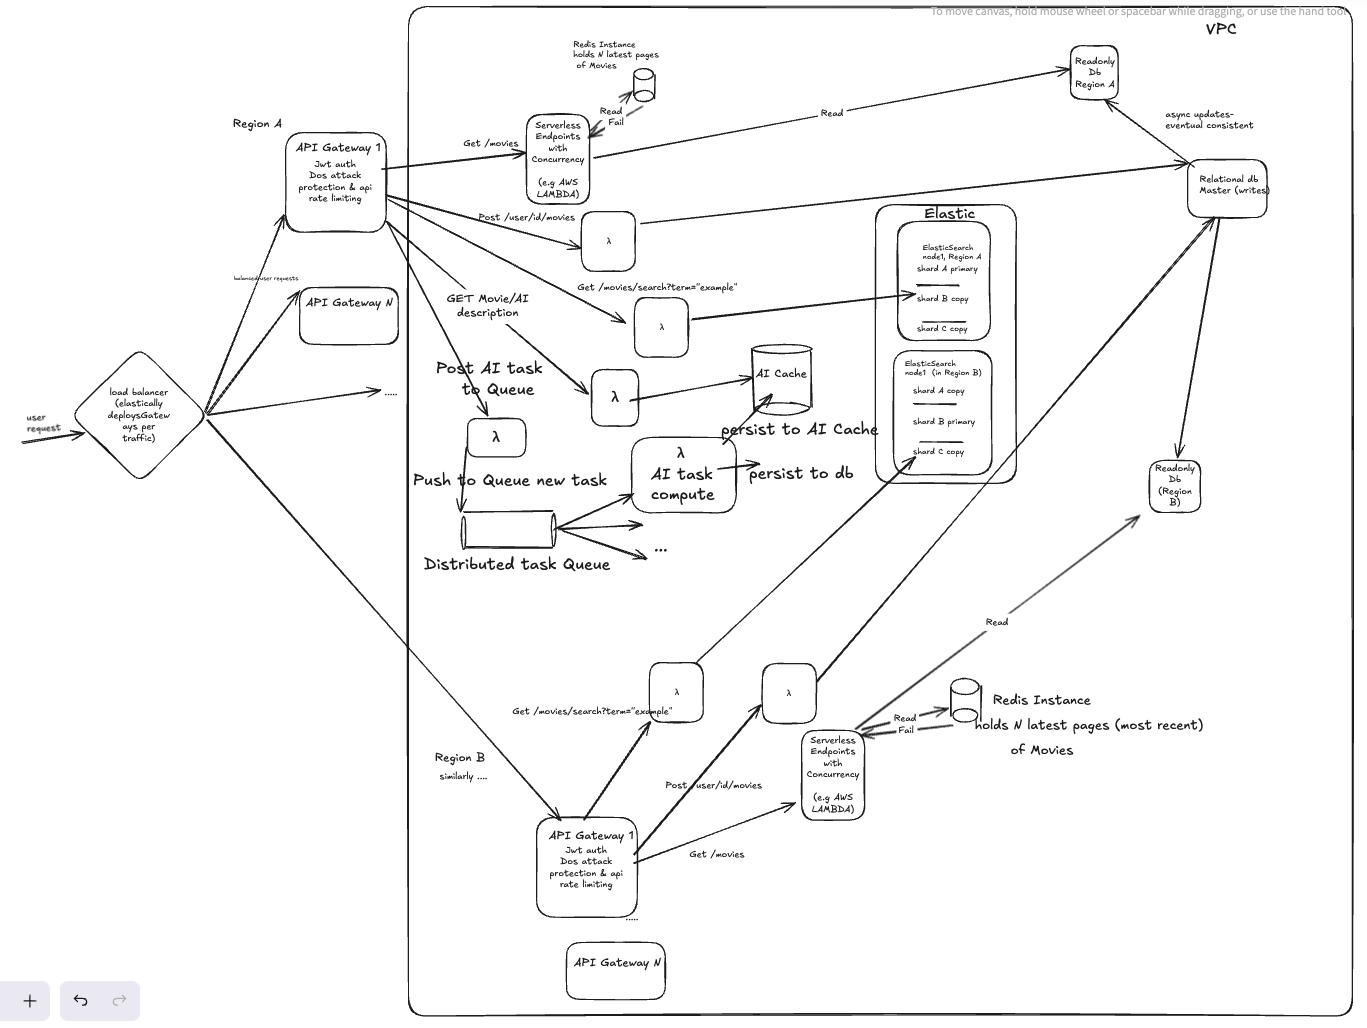 To move canvas, hold mouse wheel or spacebar while dragging, or use the hand tool
VPC
Redis Instance
holds N latest pages
of Movies
Readonly
Db
Region A
Read
Fail
Read
async updates-
eventual consistent
Region A
API Gateway 1
Jwt auth
Dos attack
protection & api
rate limiting
Get /movies
Serverless
Endpoints
with
Concurrency
(e.g AWS
LAMBDA)
Relational db
Master (writes)
Post /user/id/movies
λ
Elastic
ElasticSearch
node1, Region A
shard A primary
shard B copy
shard C copy
balanced user requests
API Gateway N
Get /movies/search?term="example"
λ
GET Movie/AI
description
Post AI task
to Queue
λ
AI Cache
ElasticSearch
node1 (in Region B)
shard A copy
shard B primary
shard C copy
load balancer
(elastically
deploysGatew
ays per
traffic)
.....
user
request
λ
persist to AI Cache
λ
AI task
compute
persist to db
Push to Queue new task
Distributed task Queue
...
Readonly
Db
(Region
B)
Read
λ
λ
Get /movies/search?term="example"
Redis Instance
holds N latest pages (most recent)
of Movies
Read
Fail
Serverless
Endpoints
with
Concurrency
(e.g AWS
LAMBDA)
Region B
similarly ....
Post /user/id/movies
Get /movies
API Gateway 1
Jwt auth
Dos attack
protection & api
rate limiting
.....
API Gateway N